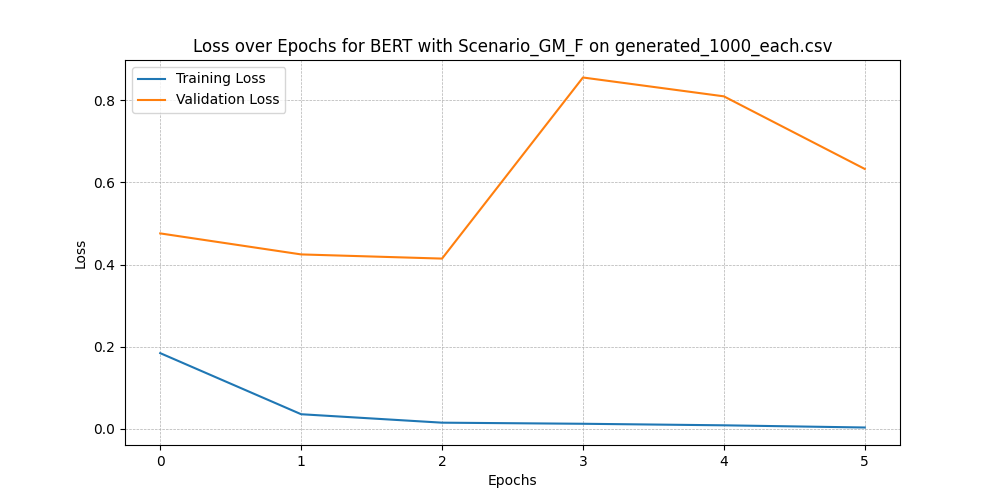 Loss over Epochs for BERT with Scenario_GM_F on generated_1000_each.csv
Training Loss
Validation Loss
0.8
0.6
0.4
0.2
0.0
Loss
0 1 2 3 4 5
Epochs